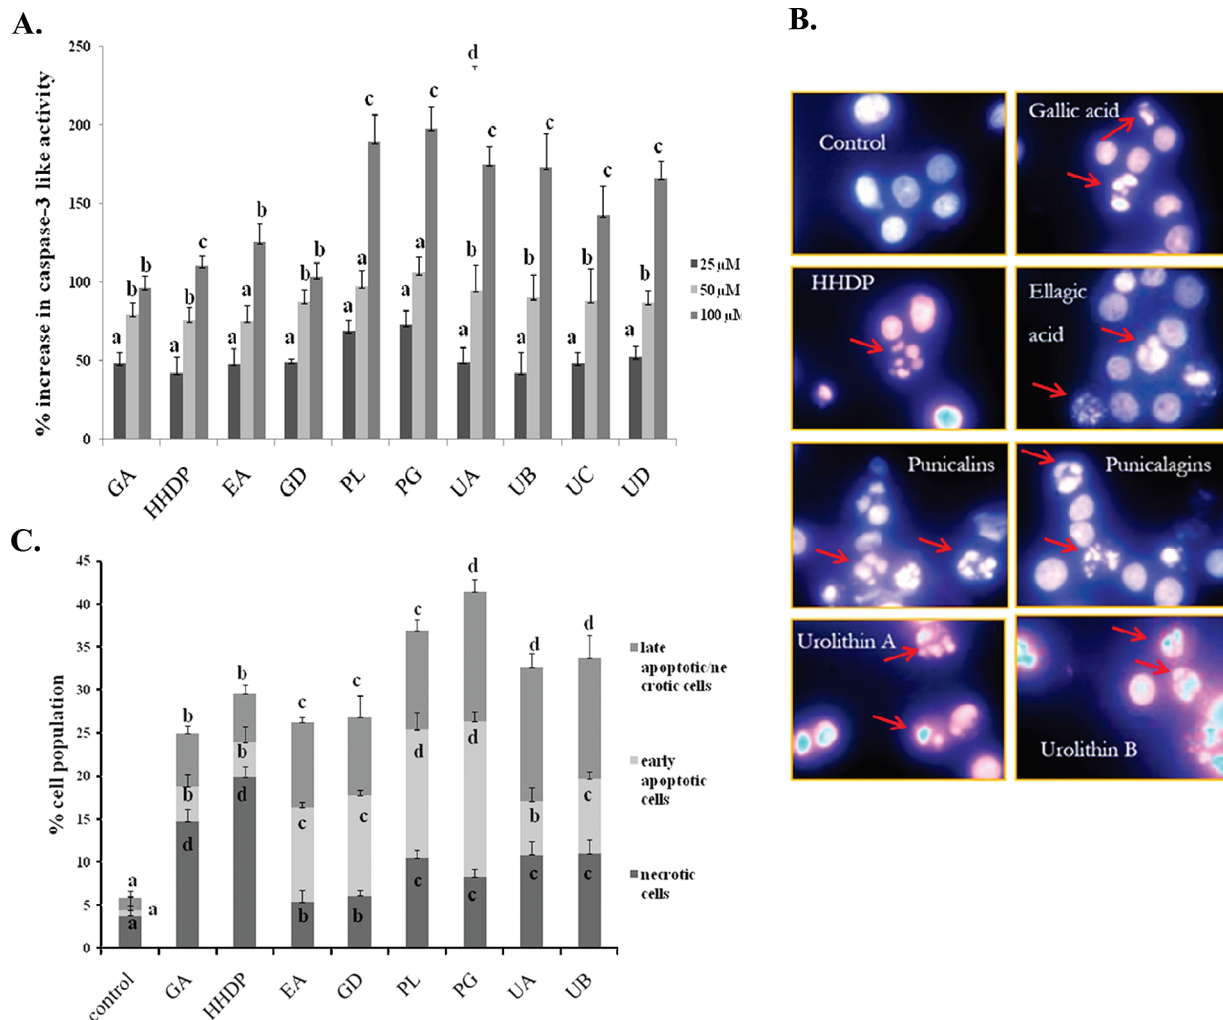 A.
% increase in caspase-3 like activity
250
200
150
100
50
0
a b b
a b c
a a b
a b b
a a c
a a c
d
a b c
a b c
a b c
a b c
GA HHDP EA GD PL PG UA UB UC UD
25 µM
50 µM
100 µM
B.
Control
Gallic acid
HHDP
Ellagic
acid
Punicalins
Punicalagins
Urolithin A
Urolithin B
C.
% cell population
45
40
35
30
25
20
15
10
5
0
a a a
b b d
b b d
c c b
c c b
c d c
d d c
d b c
d c c
control GA HHDP EA GD PL PG UA UB
late
apoptotic/ne
crotic cells
early
apoptotic
cells
necrotic
cells